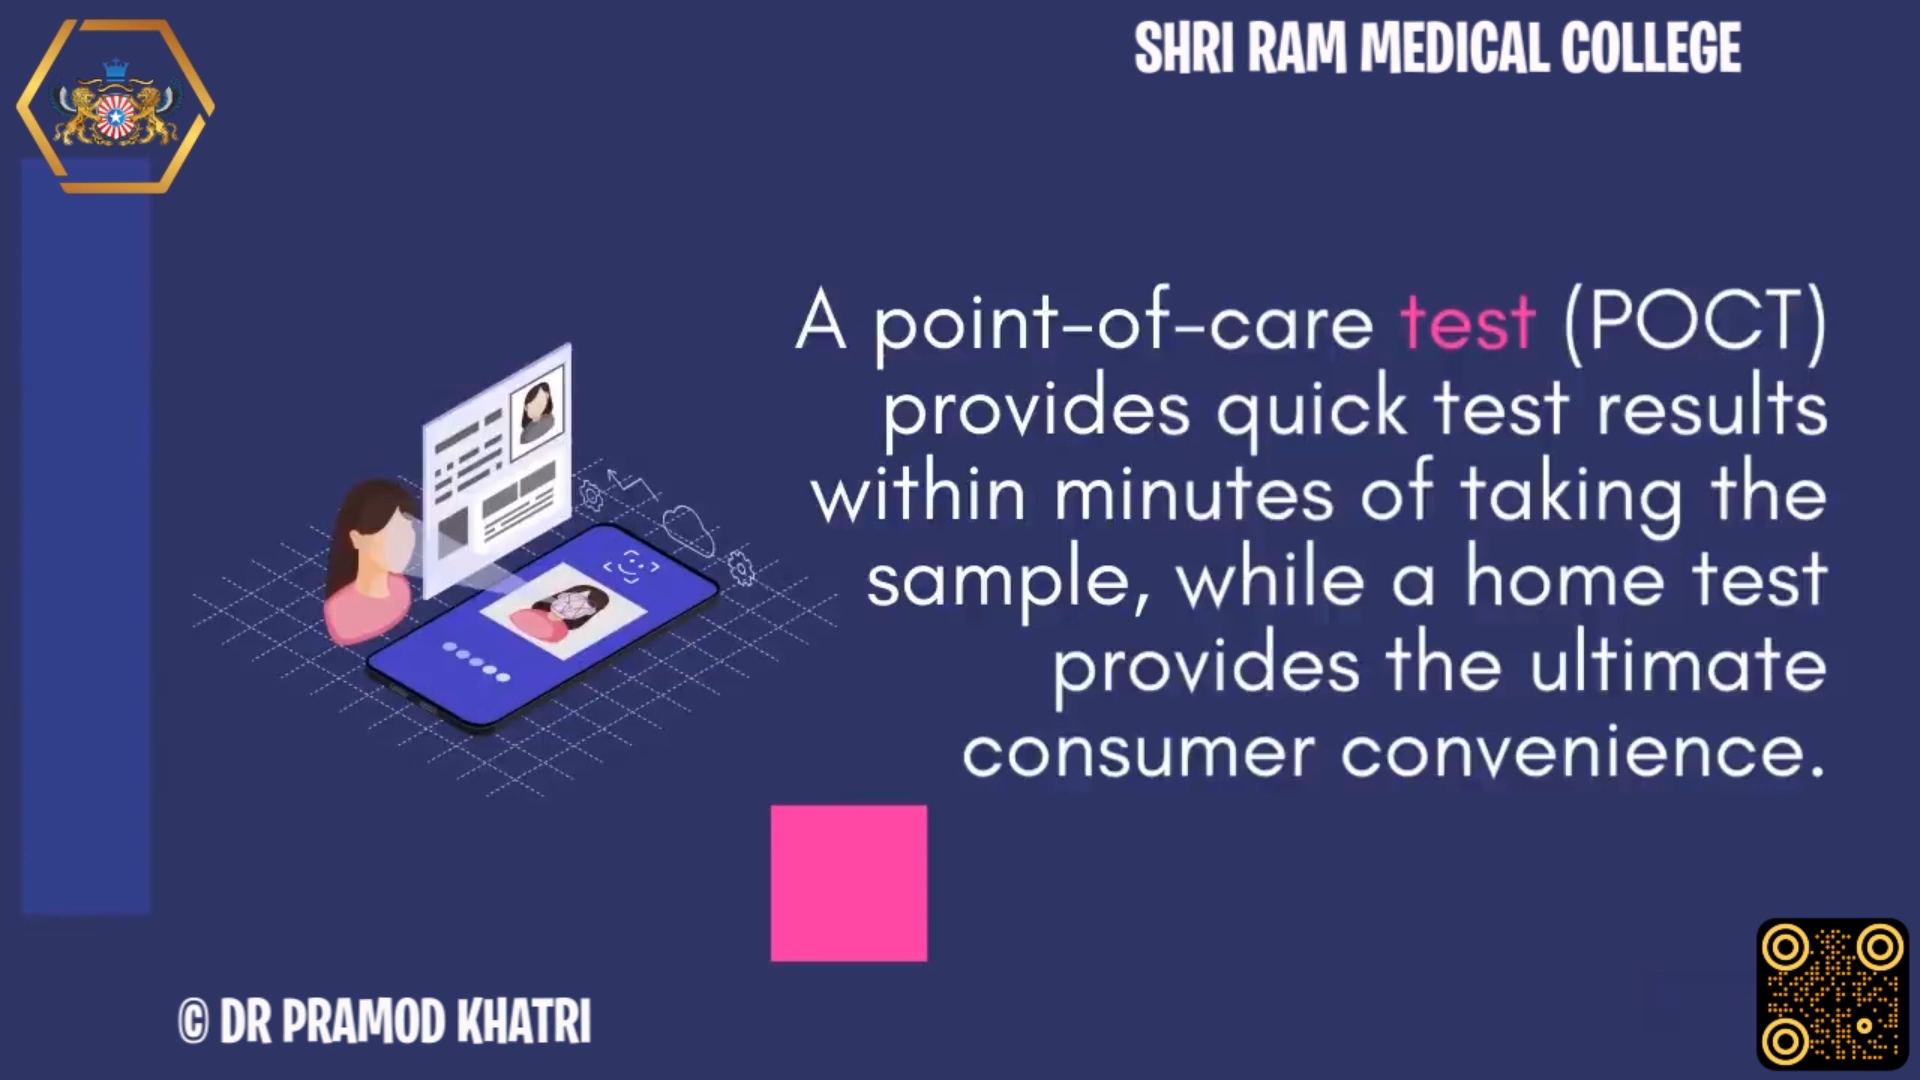 SHRI RAM MEDICAL COLLEGE
A point-of-care test (POCT)
provides quick test results
within minutes of taking the
sample, while a home test
provides the ultimate
consumer convenience.
© DR PRAMOD KHATRI